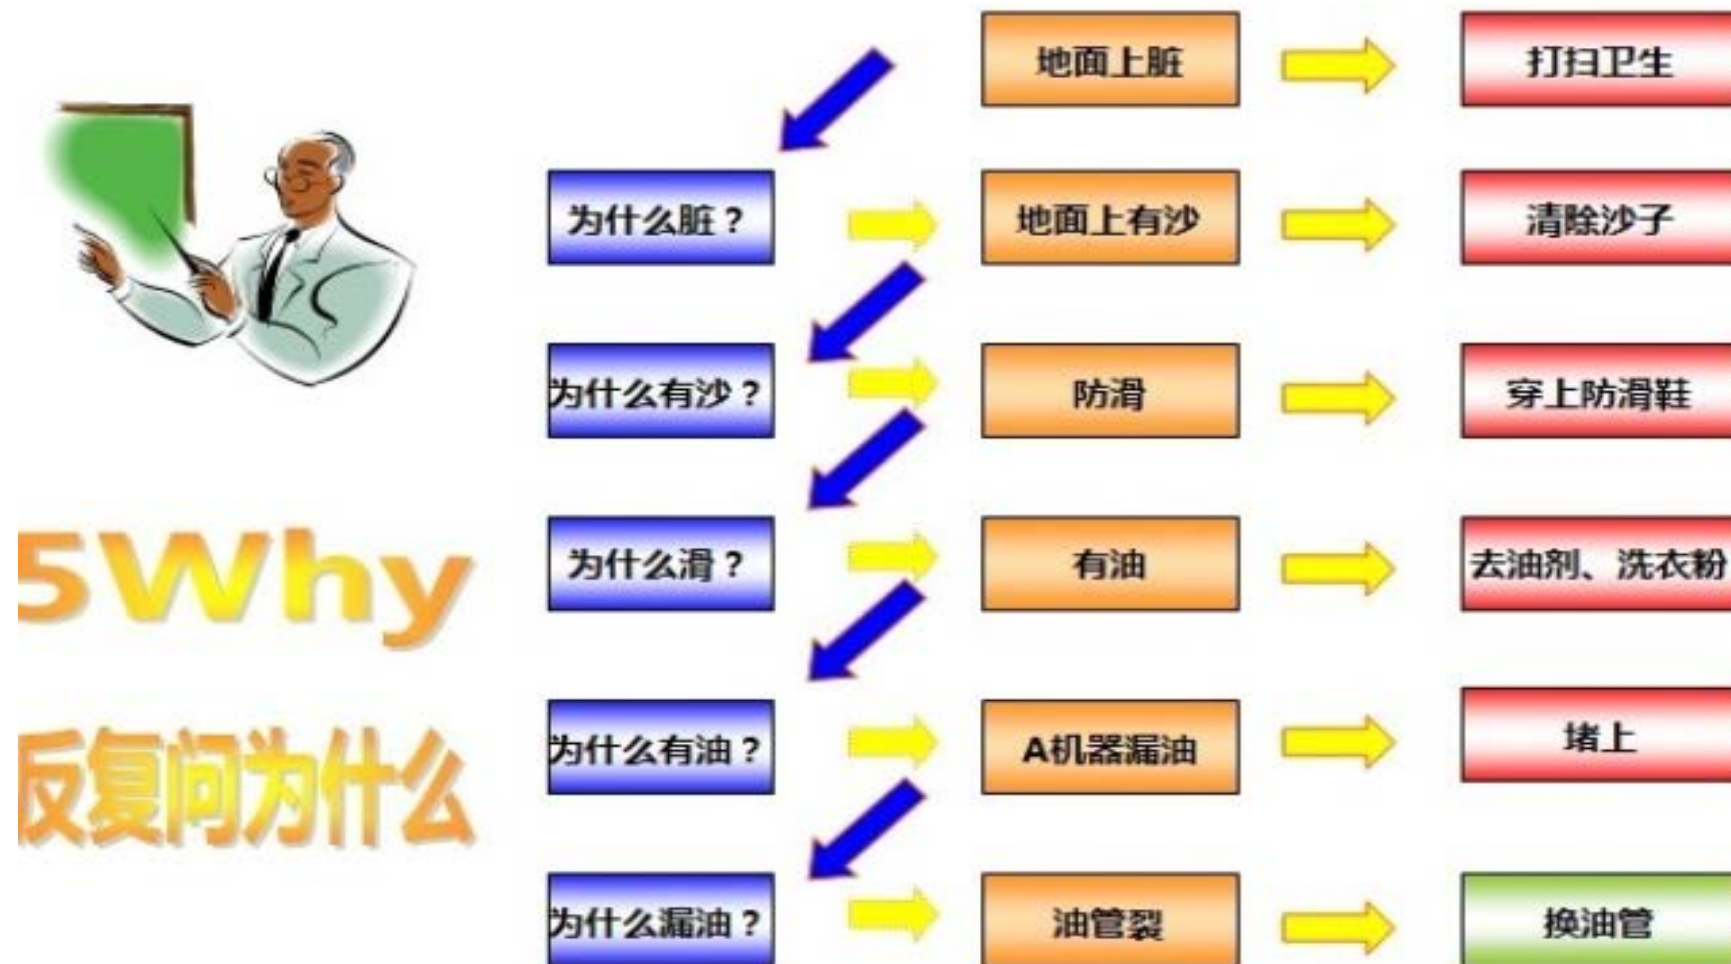 地面上脏
打扫卫生
为什么脏？
地面上有沙
清除沙子
为什么有沙？
防滑
穿上防滑鞋
为什么滑？
有油
去油剂、洗衣粉
5Why
反复问为什么
为什么有油？
A机器漏油
堵上
为什么漏油？
油管裂
换油管